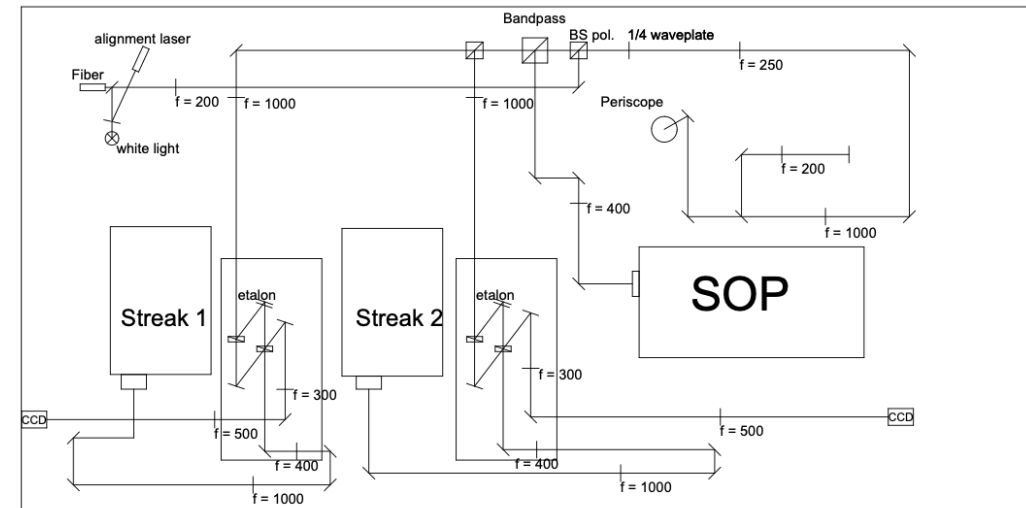 Bandpass
alignment laser
BS pol.
1/4 waveplate
f = 250
Fiber
f = 200
f = 1000
f = 1000
Periscope
white light
f = 200
f = 400
f = 1000
SOP
etalon
etalon
Streak 1
Streak 2
f = 300
f = 300
CCD
f = 500
f = 500
CCD
f = 400
f = 400
f = 1000
f = 1000